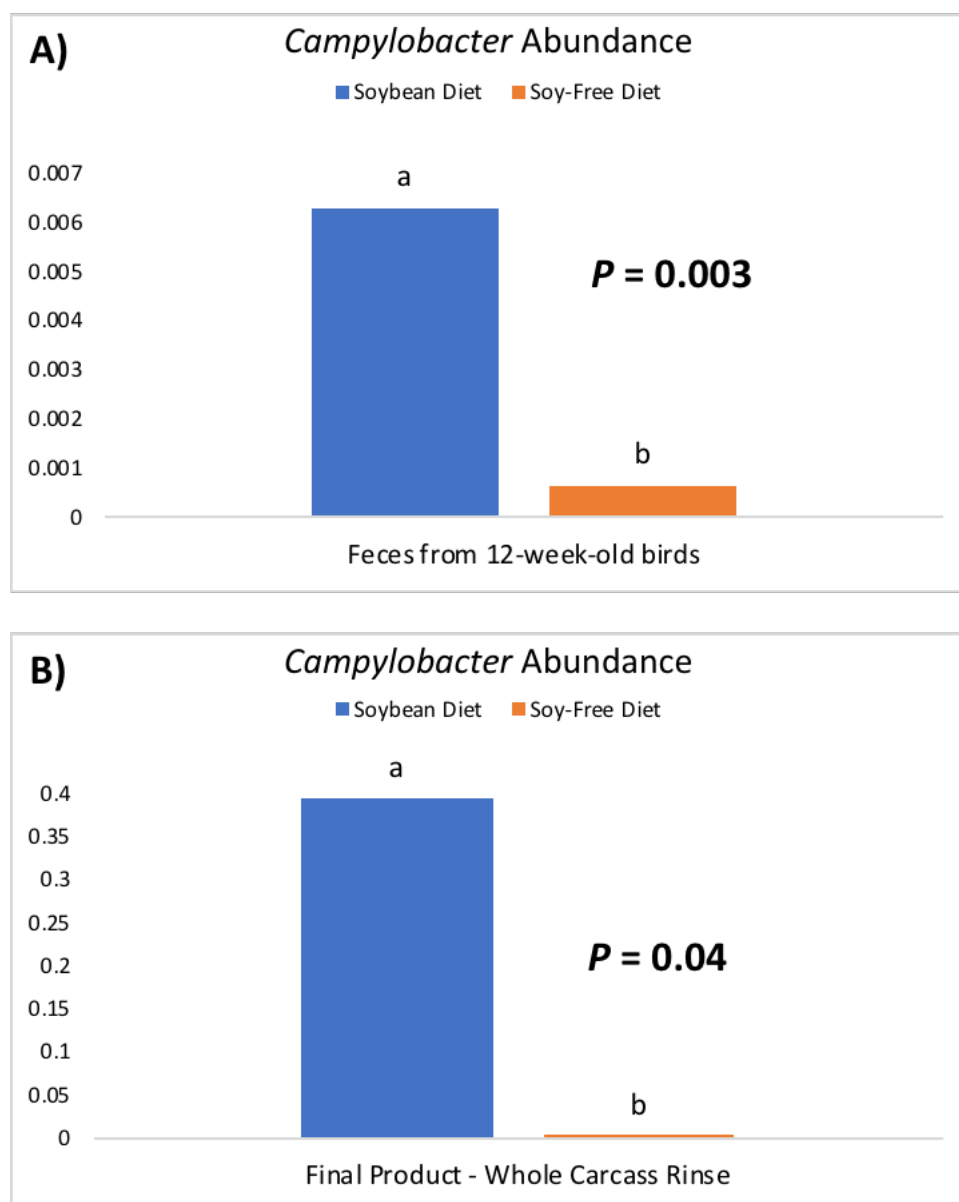 A)
Campylobacter Abundance
Soybean Diet Soy-Free Diet
0.007
0.006
0.005
0.004
0.003
0.002
0.001
0
a
P = 0.003
b
Feces from 12-week-old birds
B)
Campylobacter Abundance
Soybean Diet Soy-Free Diet
0.4
0.35
0.3
0.25
0.2
0.15
0.1
0.05
0
a
P = 0.04
b
Final Product - Whole Carcass Rinse